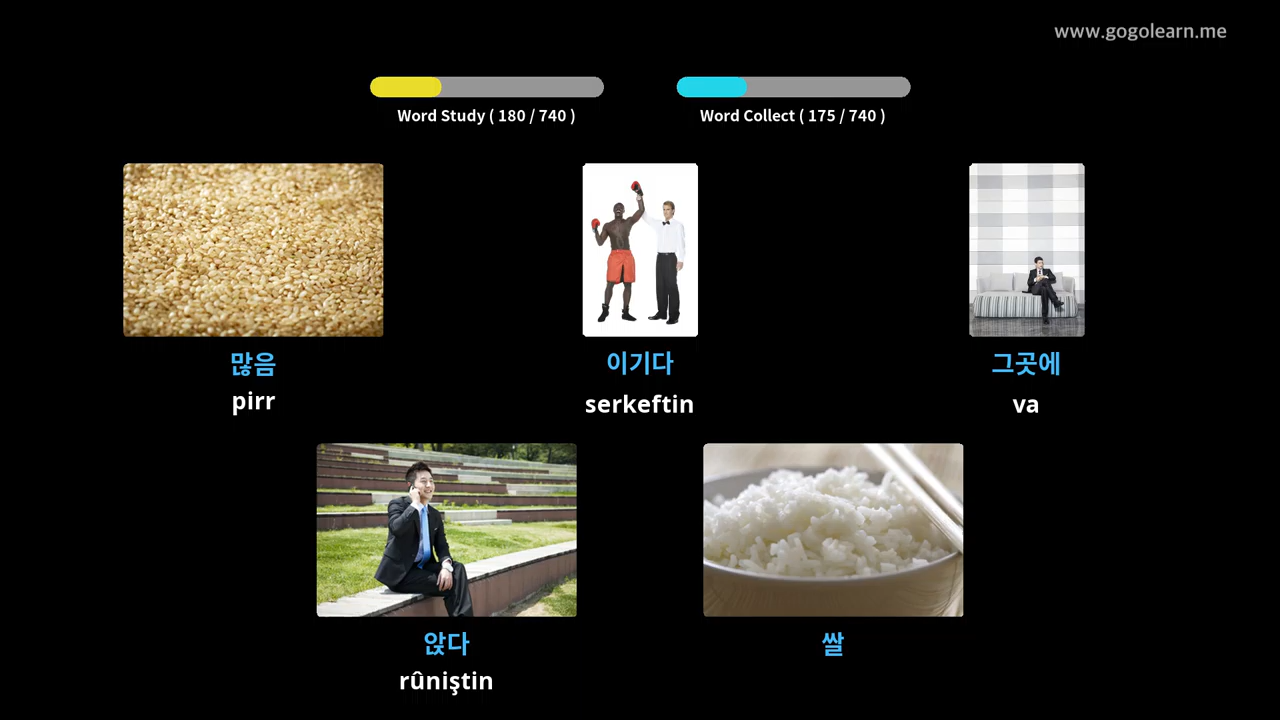 www.gogolearn.me
Word Study ( 180 / 740 )
Word Collect ( 175 / 740 )
많음
pirr
이기다
serkeftin
그곳에
va
앉다
rûniştin
쌀